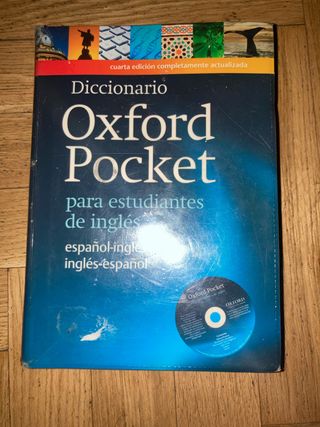 cuarta edición completamente actualizada
Diccionario
Oxford
Pocket
para estudiantes
de inglés
español-inglés
inglés-español
Oxford Pocket
OXFORD